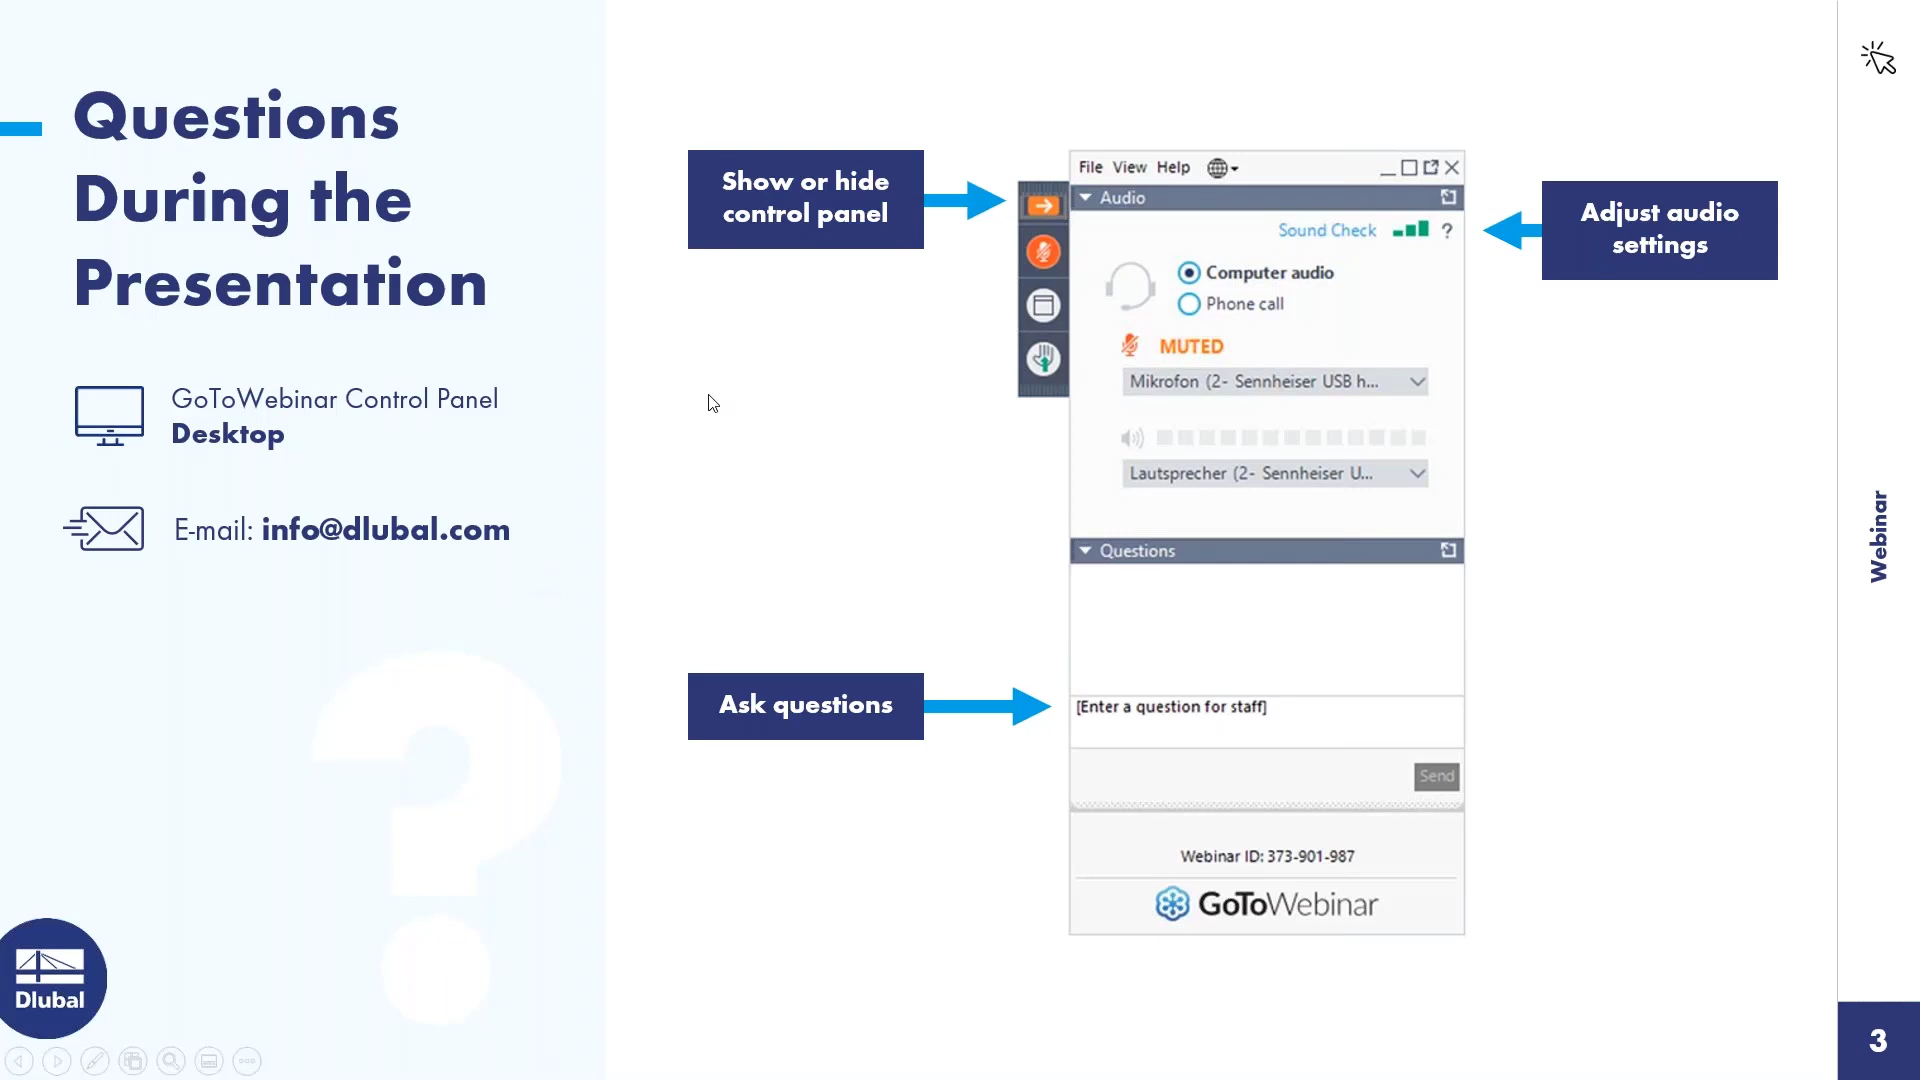 Questions
During the
Presentation
GoToWebinar Control Panel
Desktop
E-mail: info@dlubal.com
Dlubal
Show or hide
control panel
Ask questions
File View Help
Audio
Sound Check ?
Computer audio
Phone call
MUTED
Mikrofon (2- Sennheiser USB h...
Lautsprecher (2- Sennheiser U...
Questions
[Enter a question for staff]
Send
Webinar ID: 373-901-987
GoToWebinar
Adjust audio
settings
Webinar
3